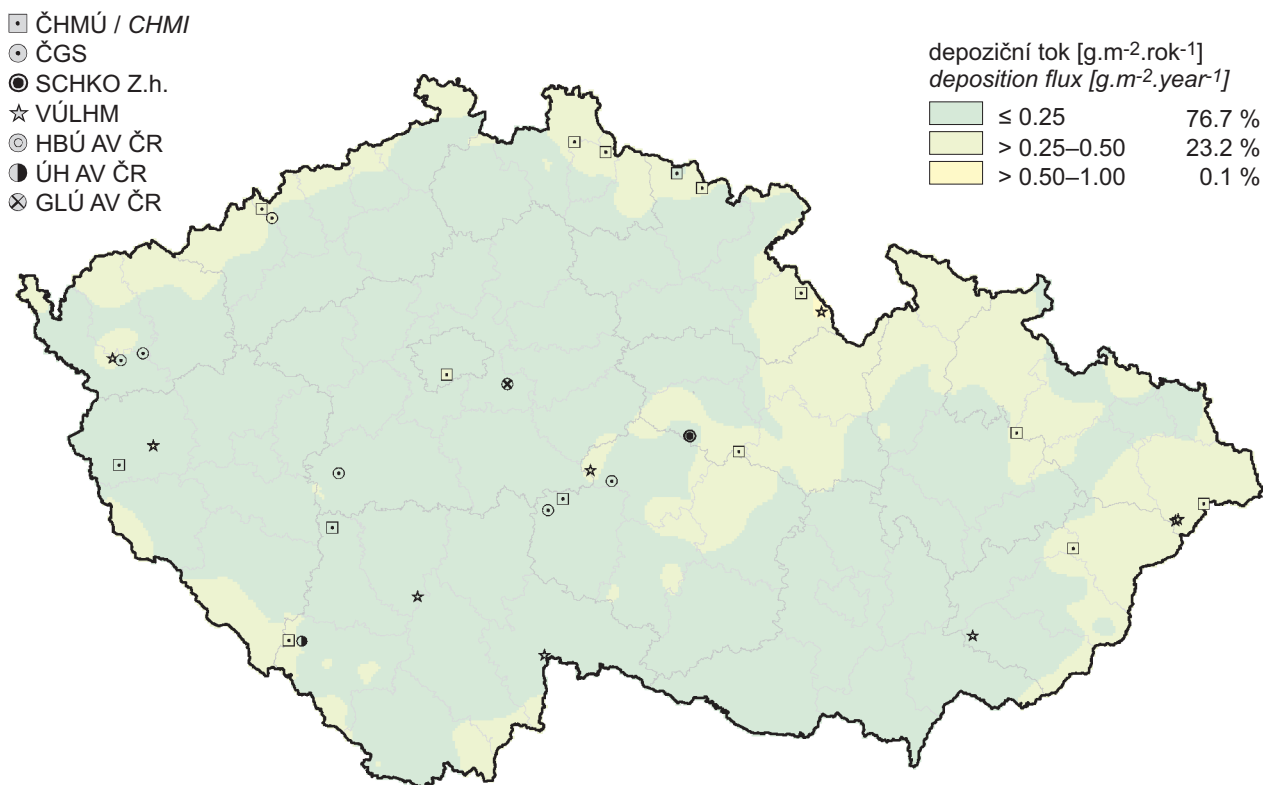 ČHMÚ / CHMI
ČGS
SCHKO Z.h.
VÚLHM
HBÚ AV ČR
ÚH AV ČR
GLÚ AV ČR
depoziční tok [g.m-2.rok-1]
deposition flux [g.m-2.year-1]
≤ 0.25 76.7 %
> 0.25–0.50 23.2 %
> 0.50–1.00 0.1 %